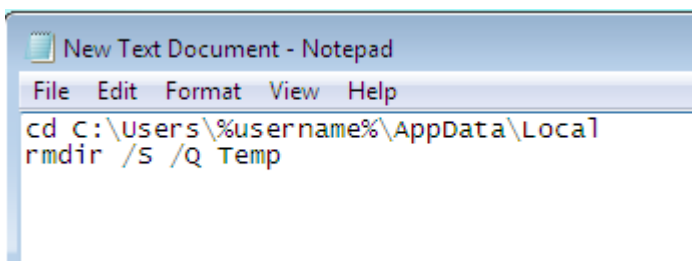 New Text Document - Notepad
File Edit Format View Help
cd C:\Users\%username%\AppData\Local
rmdir /S /Q Temp